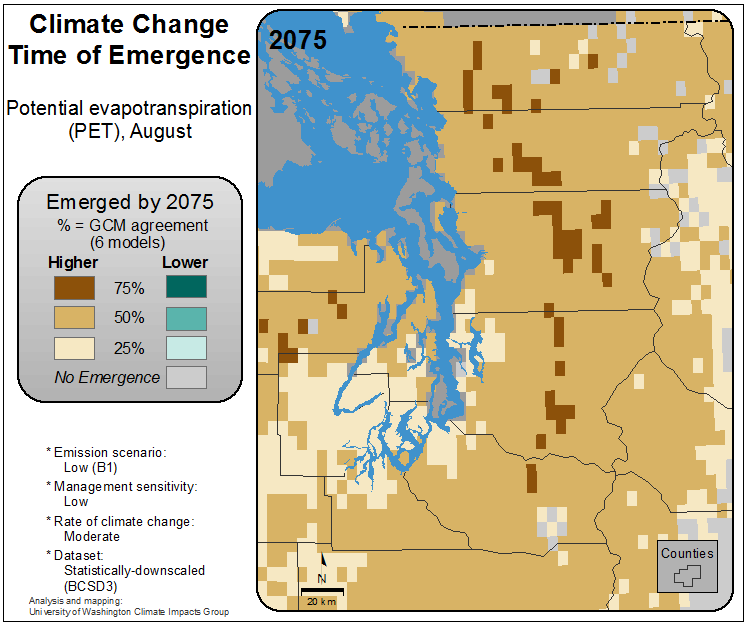 Climate Change
Time of Emergence
Potential evapotranspiration
(PET), August
Emerged by 2075
% = GCM agreement
(6 models)
Higher Lower
75%
50%
25%
No Emergence
* Emission scenario:
Low (B1)
* Management sensitivity:
Low
* Rate of climate change:
Moderate
* Dataset:
Statistically-downscaled
(BCSD3)
Analysis and mapping:
University of Washington Climate Impacts Group
2075
N
20 km
Counties